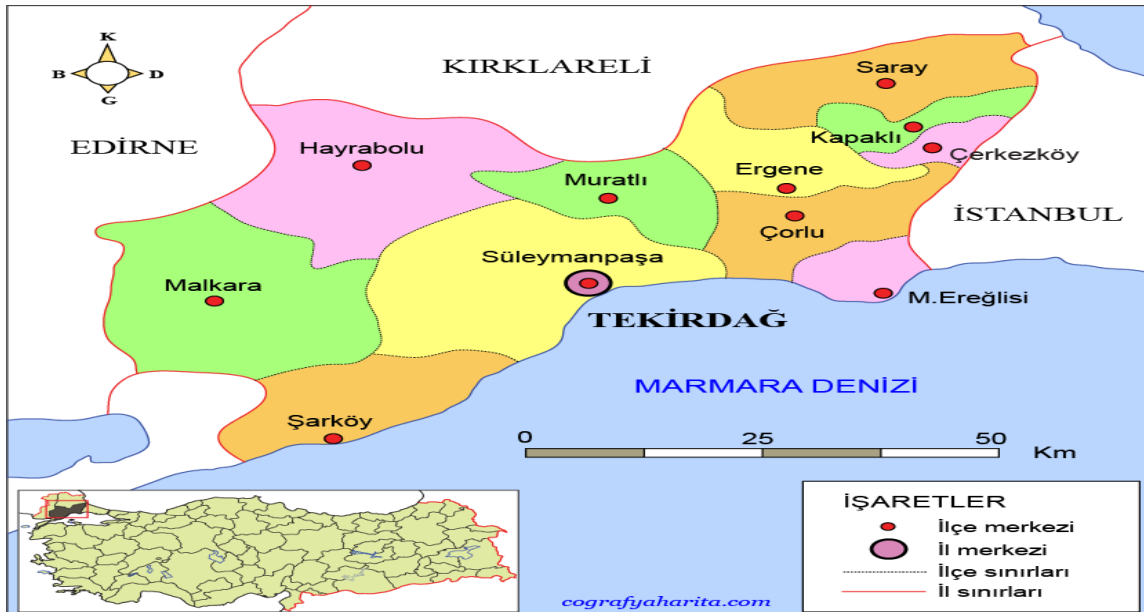 K
B D
G
KIRKLARELİ
EDİRNE
İSTANBUL
Saray
Kapaklı
Çerkezköy
Hayrabolu
Muratlı
Ergene
Çorlu
Süleymanpaşa
Malkara
M.Ereğlisi
TEKİRDAĞ
MARMARA DENİZİ
Şarköy
0 25 50
Km
İŞARETLER
İlçe merkezi
İl merkezi
İlçe sınırları
İl sınırları
cografyaharita.com